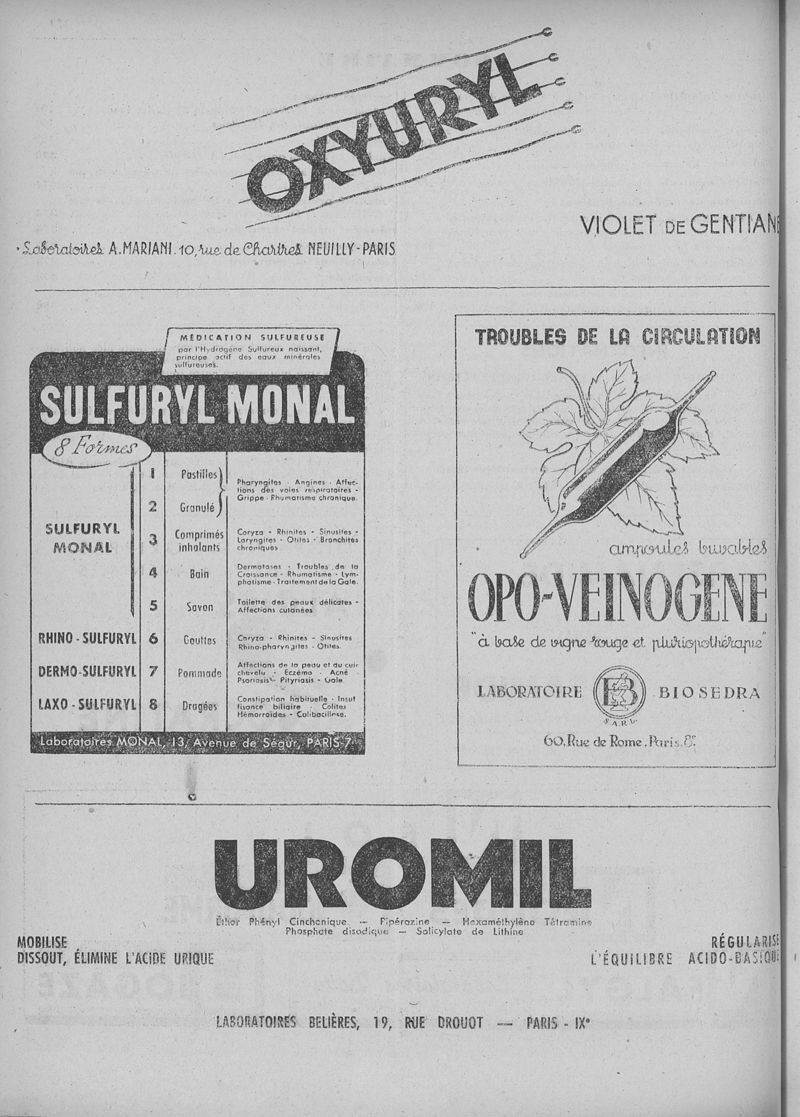 OXYURYL
VIOLET DE GENTIAN
Laboratoires A.MARIANI.10, rue de Chartres NEUILLY-PARIS
MÉDICATION SULFUREUSE
par l'Hydrogène Sulfureux naissant,
principe actif des eaux minérales
sulfureuses.
SULFURYL MONAL
8 Formes
SULFURYL
MONAL
1 Pastilles
2 Granulé
Pharyngites - Angines - Affec-
tions des voies respiratoires -
Grippe - Rhumatisme chronique.
3 Comprimés
inhalants
Coryza - Rhinites - Sinusites -
Laryngites - Otites - Bronchites
chroniques
4 Bain
Dermatoses - Troubles de la
Croissance - Rhumatisme - Lym-
phatisme - Traitement de la Gale.
5 Savon
Toilette des peaux délicates -
Affections cutanées
RHINO-SULFURYL 6 Gouttes
Coryza - Rhinites - Sinusites
Rhino-pharyngites - Otites.
DERMO-SULFURYL 7 Pommade
Affections de la peau et du cuir
chevelu - Eczéma - Acné
Psoriasis - Pityriasis - Gale
LAXO-SULFURYL 8 Dragées
Constipation habituelle - Insuf
fisance biliaire - Colites
Hémorroïdes - Colibacillose.
Laboratoires MONAL, 13, Avenue de Ségur, PARIS-7e
TROUBLES DE LA CIRCULATION
ampoules buvables
OPO-VEINOGENE
"à base de vigne rouge et pluriopothérapie"
LABORATOIRE B BIOSEDRA
S.A.R.L.
60, Rue de Rome, Paris. 8e
UROMIL
Éther Phényl Cinchonique — Pipérazine — Hexaméthylène Tétramine
Phosphate disodique — Salicylate de Lithine
MOBILISE
DISSOUT, ÉLIMINE L'ACIDE URIQUE
RÉGULARISE
L'ÉQUILIBRE ACIDO-BASIQUE
LABORATOIRES BELIÈRES, 19, RUE DROUOT — PARIS - IXe